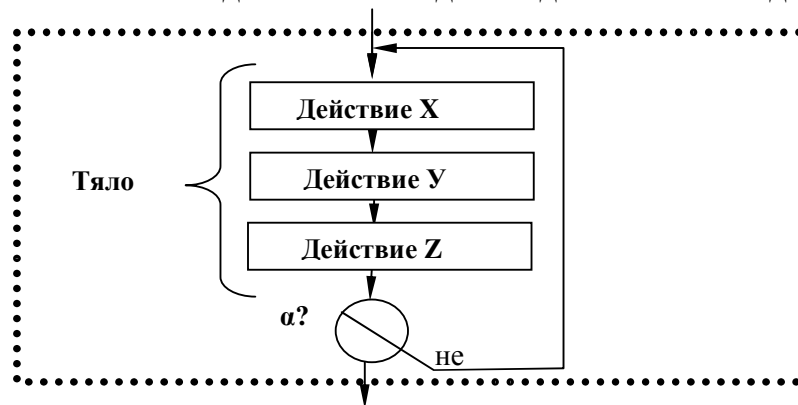 Действие X
Тяло
Действие У
Действие Z
α?
не